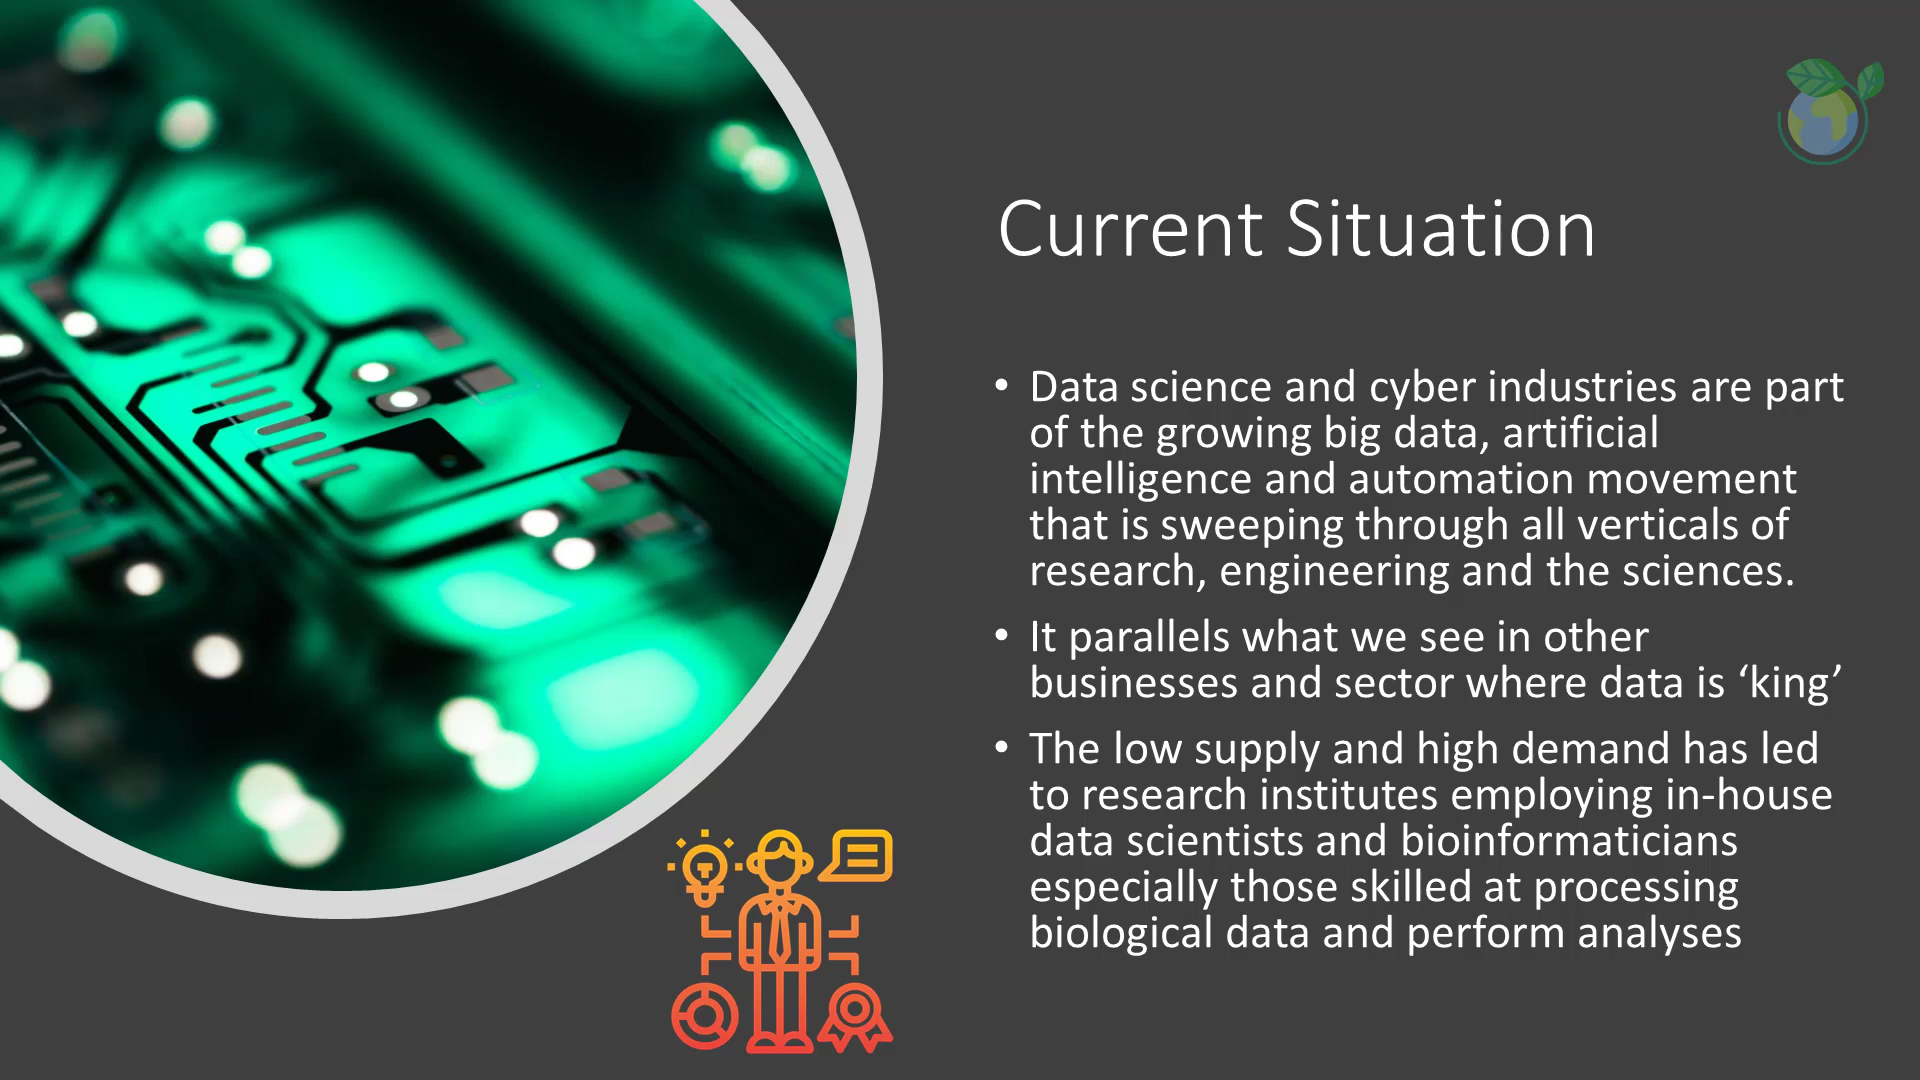 Current Situation
• Data science and cyber industries are part
of the growing big data, artificial
intelligence and automation movement
that is sweeping through all verticals of
research, engineering and the sciences.
• It parallels what we see in other
businesses and sector where data is ‘king’
• The low supply and high demand has led
to research institutes employing in-house
data scientists and bioinformaticians
especially those skilled at processing
biological data and perform analyses